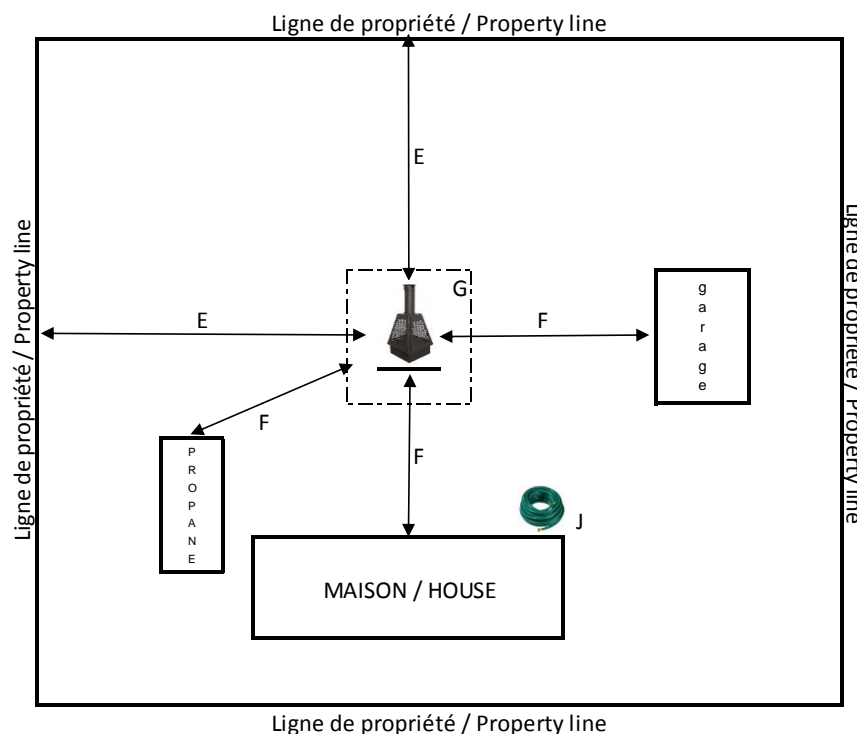 Ligne de propriété / Property line
E
G
Ligne de propriété / Property line
E
F
garage
Ligne de propriété / Property line
F
F
PROPANE
J
MAISON / HOUSE
Ligne de propriété / Property line